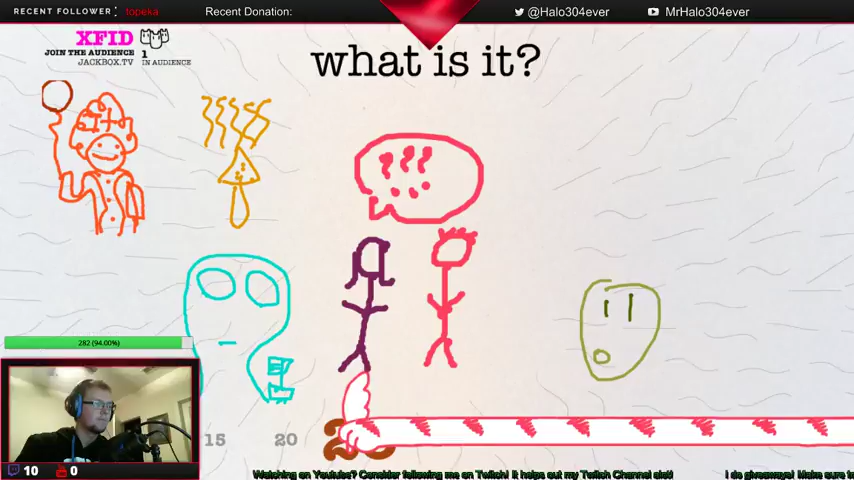 RECENT FOLLOWER
topeka
Recent Donation:
@Halo304ever
MrHalo304ever
XFID
JOIN THE AUDIENCE
JACKBOX.TV
1
IN AUDIENCE
what is it?
???
282 (94.00%)
15
20
10
0
Watching on Youtube? Consider following me on Twitch! It helps out my Twitch Channel alot!
I do giveaways! Make sure to